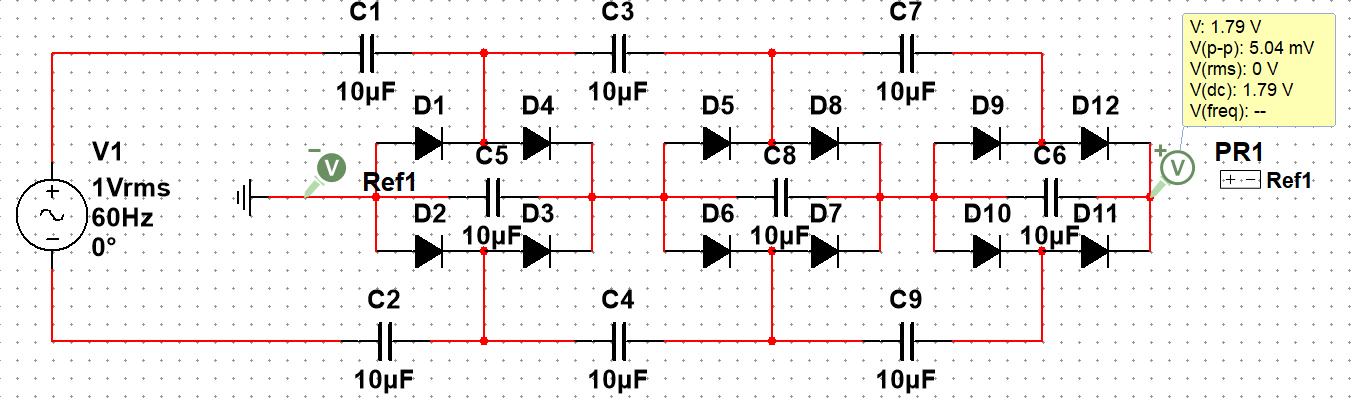 C1
C3
C7
V: 1.79 V
V(p-p): 5.04 mV
V(rms): 0 V
V(dc): 1.79 V
V(freq): --
10µF
10µF
10µF
D1
D4
D5
D8
D9
D12
V1
1Vrms
60Hz
0°
V
Ref1
C5
C8
C6
V
PR1
Ref1
D2
D3
D6
D7
D10
D11
10µF
10µF
10µF
C2
C4
C9
10µF
10µF
10µF